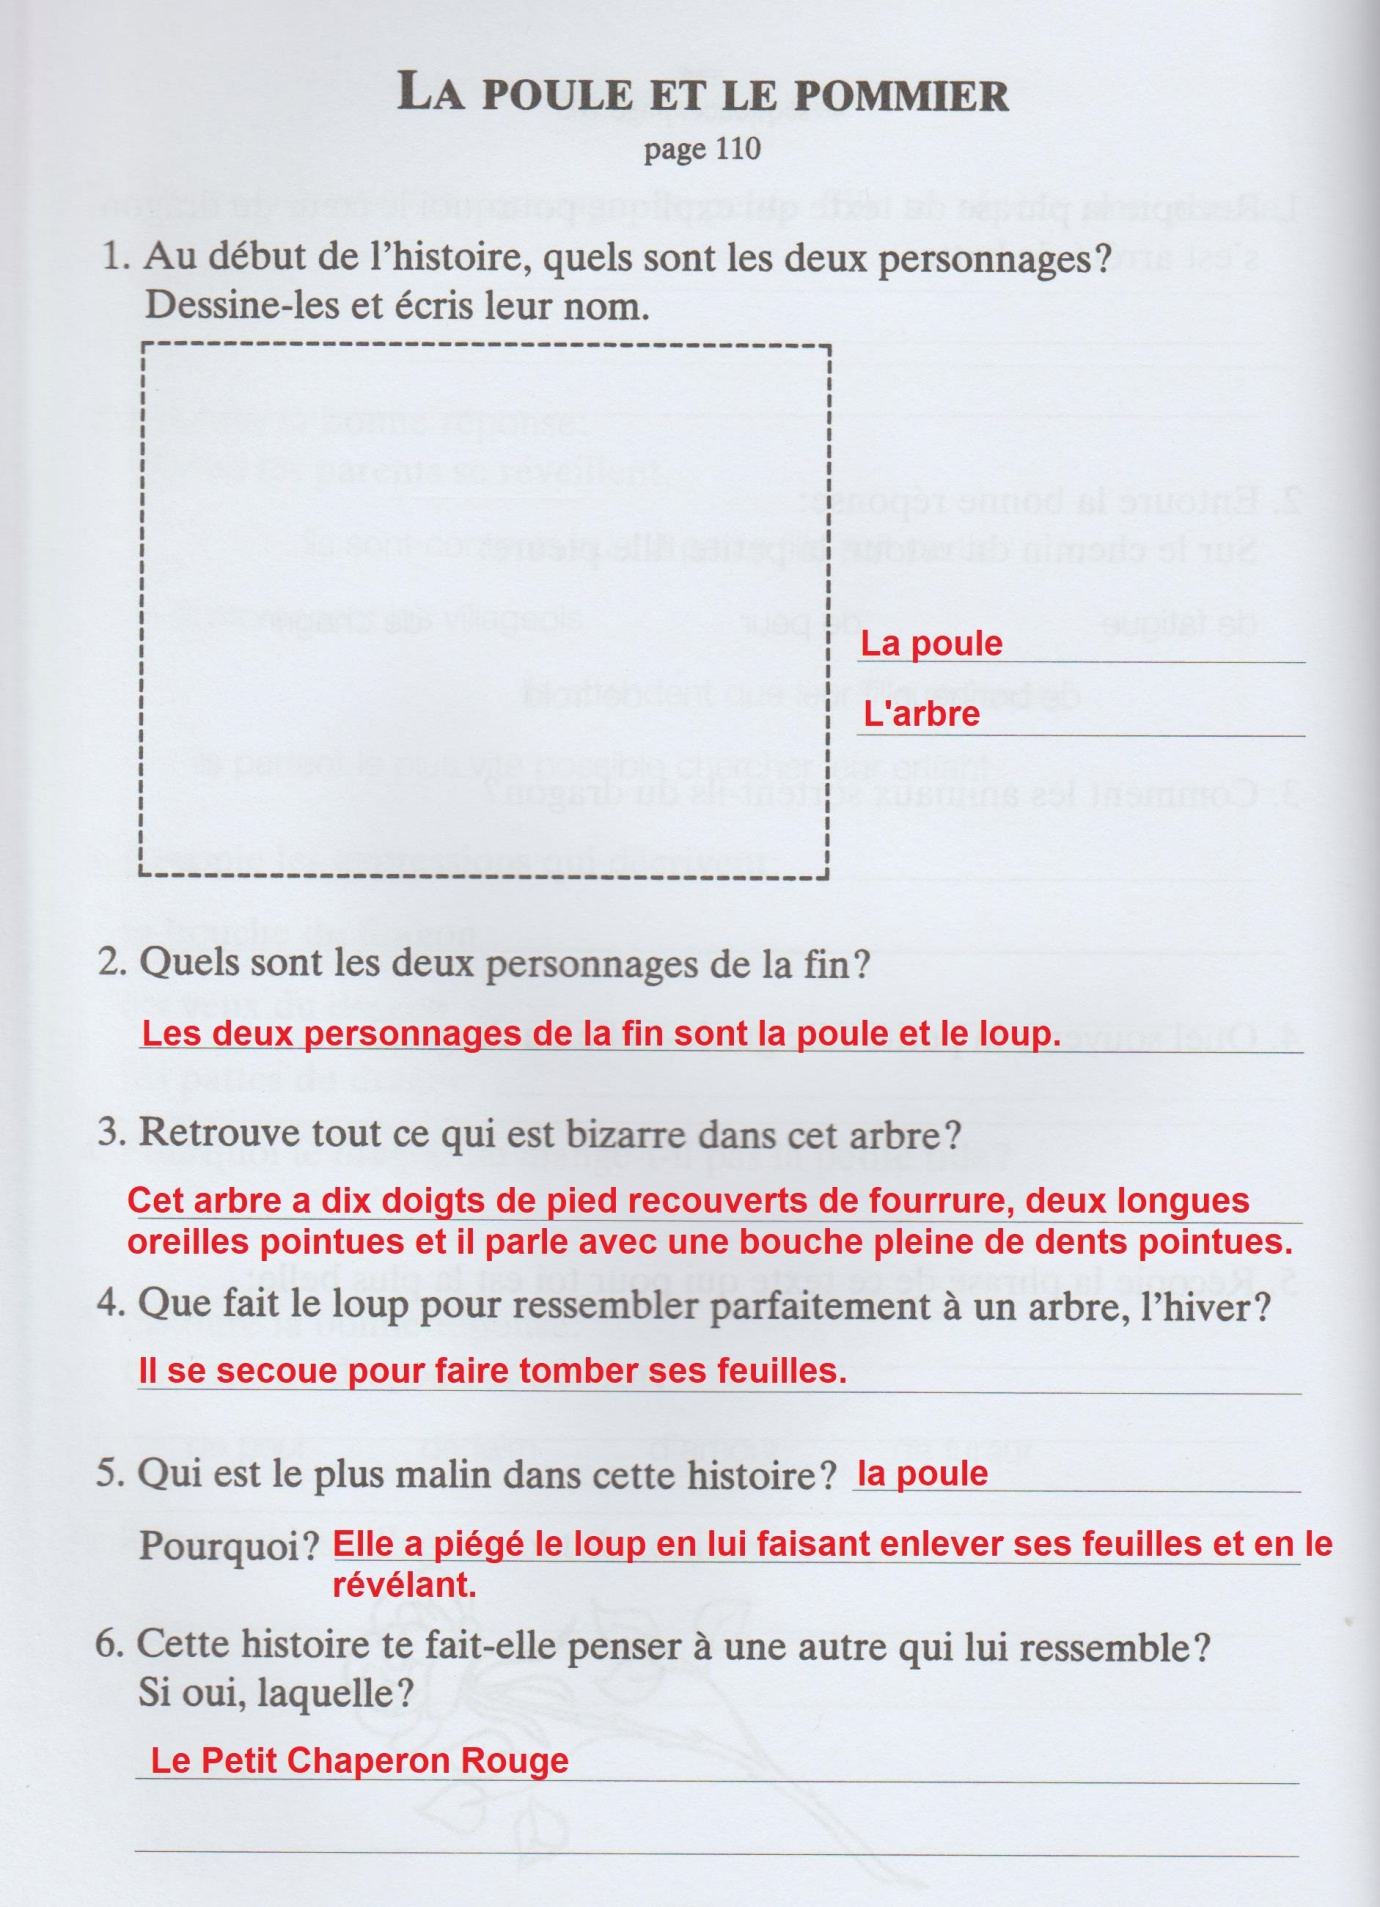 LA POULE ET LE POMMIER
page 110
1. Au début de l'histoire, quels sont les deux personnages?
Dessine-les et écris leur nom.
La poule
L'arbre
2. Quels sont les deux personnages de la fin?
Les deux personnages de la fin sont la poule et le loup.
3. Retrouve tout ce qui est bizarre dans cet arbre?
Cet arbre a dix doigts de pied recouverts de fourrure, deux longues
oreilles pointues et il parle avec une bouche pleine de dents pointues.
4. Que fait le loup pour ressembler parfaitement à un arbre, l'hiver?
Il se secoue pour faire tomber ses feuilles.
5. Qui est le plus malin dans cette histoire? la poule
Pourquoi? Elle a piégé le loup en lui faisant enlever ses feuilles et en le
révélant.
6. Cette histoire te fait-elle penser à une autre qui lui ressemble?
Si oui, laquelle?
Le Petit Chaperon Rouge